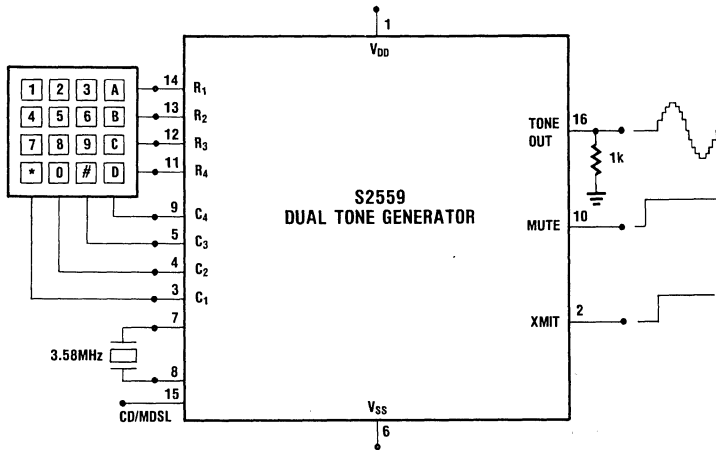 1
V_DD
1 2 3 A
4 5 6 B
7 8 9 C
* 0 # D
14 R₁
13 R₂
12 R₃
11 R₄
9 C₄
5 C₃
4 C₂
3 C₁
7
3.58MHz
8
15
CD/MDSL
S2559
DUAL TONE GENERATOR
TONE
OUT
16
1k
MUTE
10
XMIT
2
V_SS
6